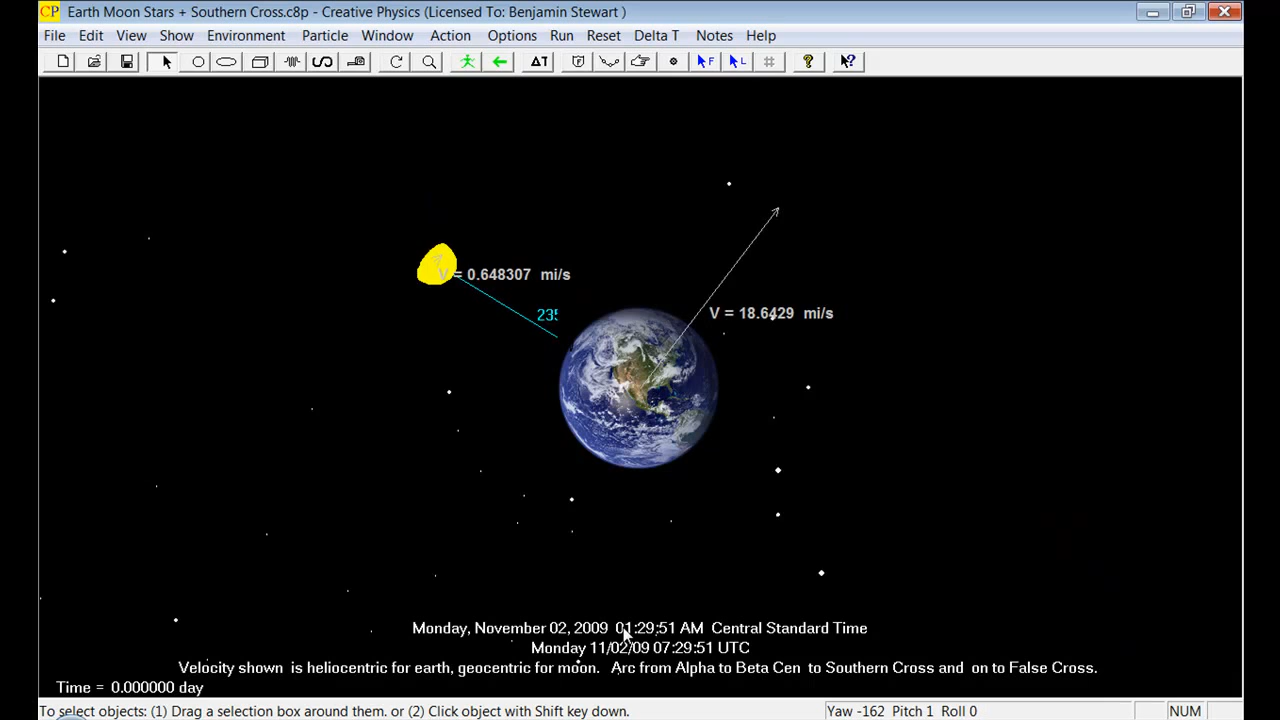 CP Earth Moon Stars + Southern Cross.c8p - Creative Physics (Licensed To: Benjamin Stewart )
File Edit View Show Environment Particle Window Action Options Run Reset Delta T Notes Help
ΔT F L ? ?
V = 0.648307 mi/s
235
V = 18.6429 mi/s
Monday, November 02, 2009 01:29:51 AM Central Standard Time
Monday 11/02/09 07:29:51 UTC
Velocity shown is heliocentric for earth, geocentric for moon. Arc from Alpha to Beta Cen to Southern Cross and on to False Cross.
Time = 0.000000 day
To select objects: (1) Drag a selection box around them. or (2) Click object with Shift key down. Yaw -162 Pitch 1 Roll 0 NUM